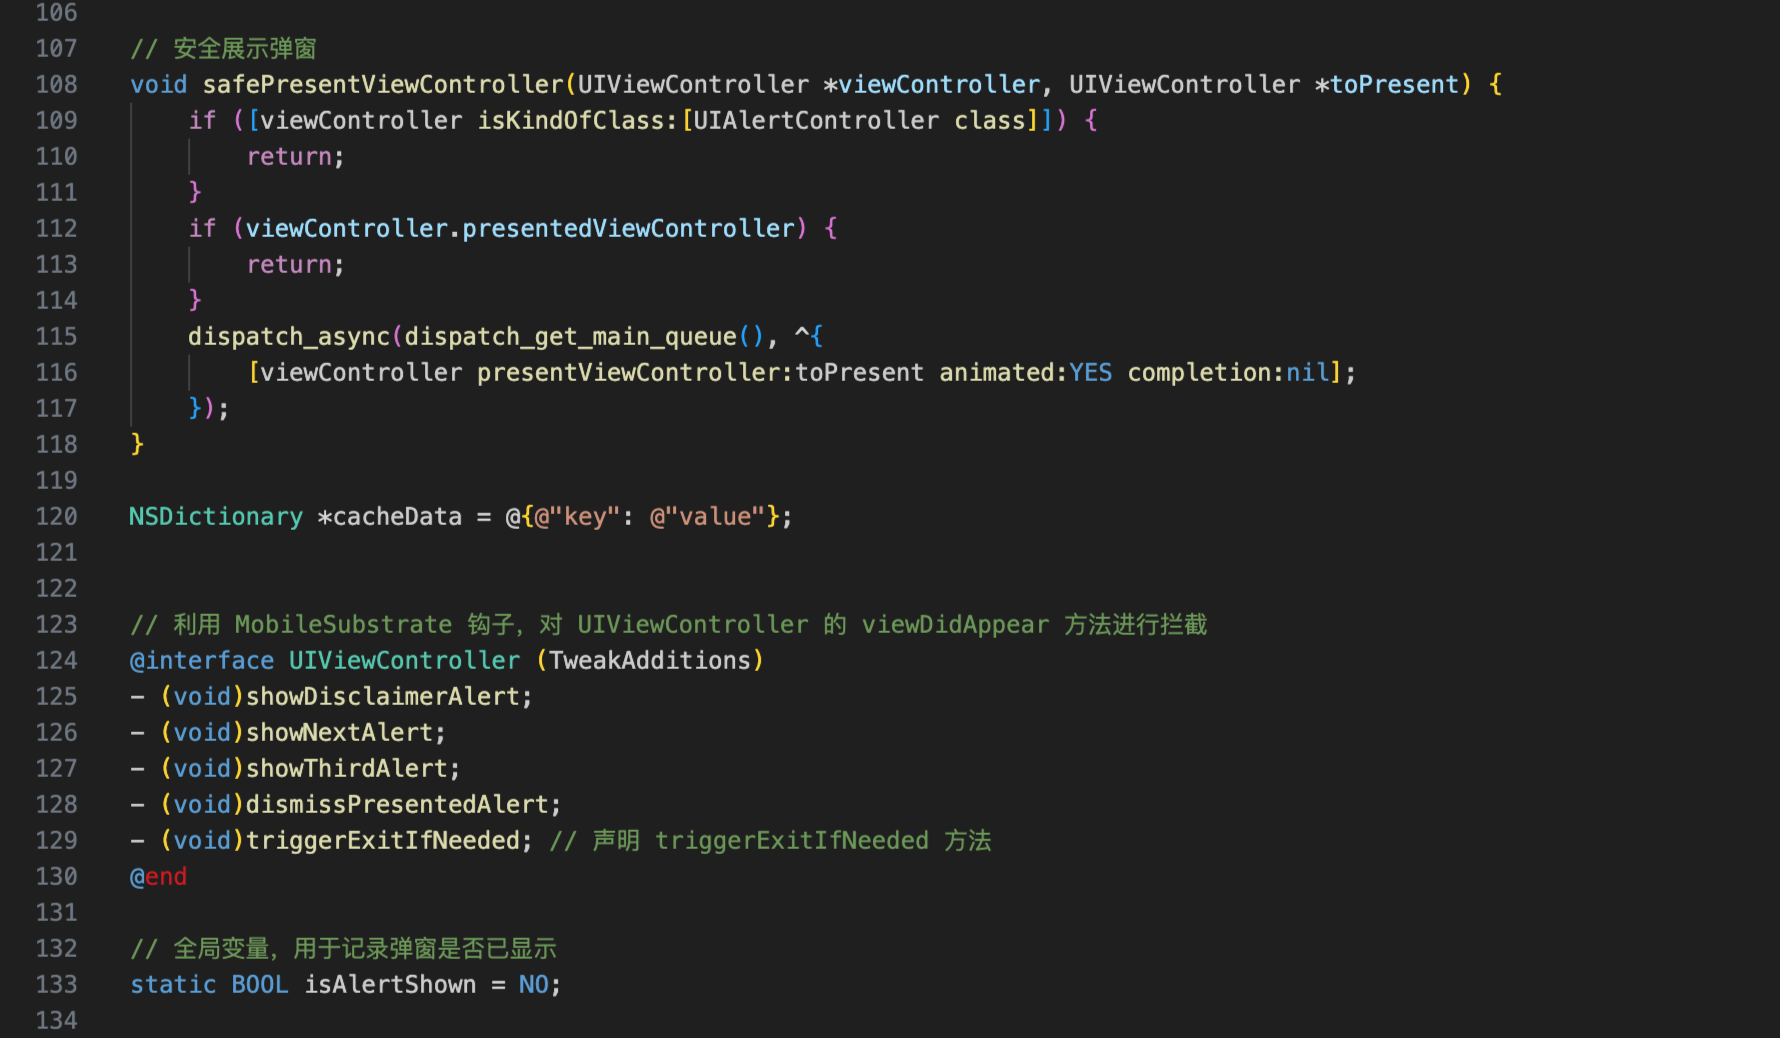 106
107 // 安全展示弹窗
108 void safePresentViewController(UIViewController *viewController, UIViewController *toPresent) {
109     if ([viewController isKindOfClass:[UIAlertController class]]) {
110         return;
111     }
112     if (viewController.presentedViewController) {
113         return;
114     }
115     dispatch_async(dispatch_get_main_queue(), ^{
116         [viewController presentViewController:toPresent animated:YES completion:nil];
117     });
118 }
119
120 NSDictionary *cacheData = @{@"key": @"value"};
121
122
123 // 利用 MobileSubstrate 钩子，对 UIViewController 的 viewDidAppear 方法进行拦截
124 @interface UIViewController (TweakAdditions)
125 - (void)showDisclaimerAlert;
126 - (void)showNextAlert;
127 - (void)showThirdAlert;
128 - (void)dismissPresentedAlert;
129 - (void)triggerExitIfNeeded; // 声明 triggerExitIfNeeded 方法
130 @end
131
132 // 全局变量，用于记录弹窗是否已显示
133 static BOOL isAlertShown = NO;
134